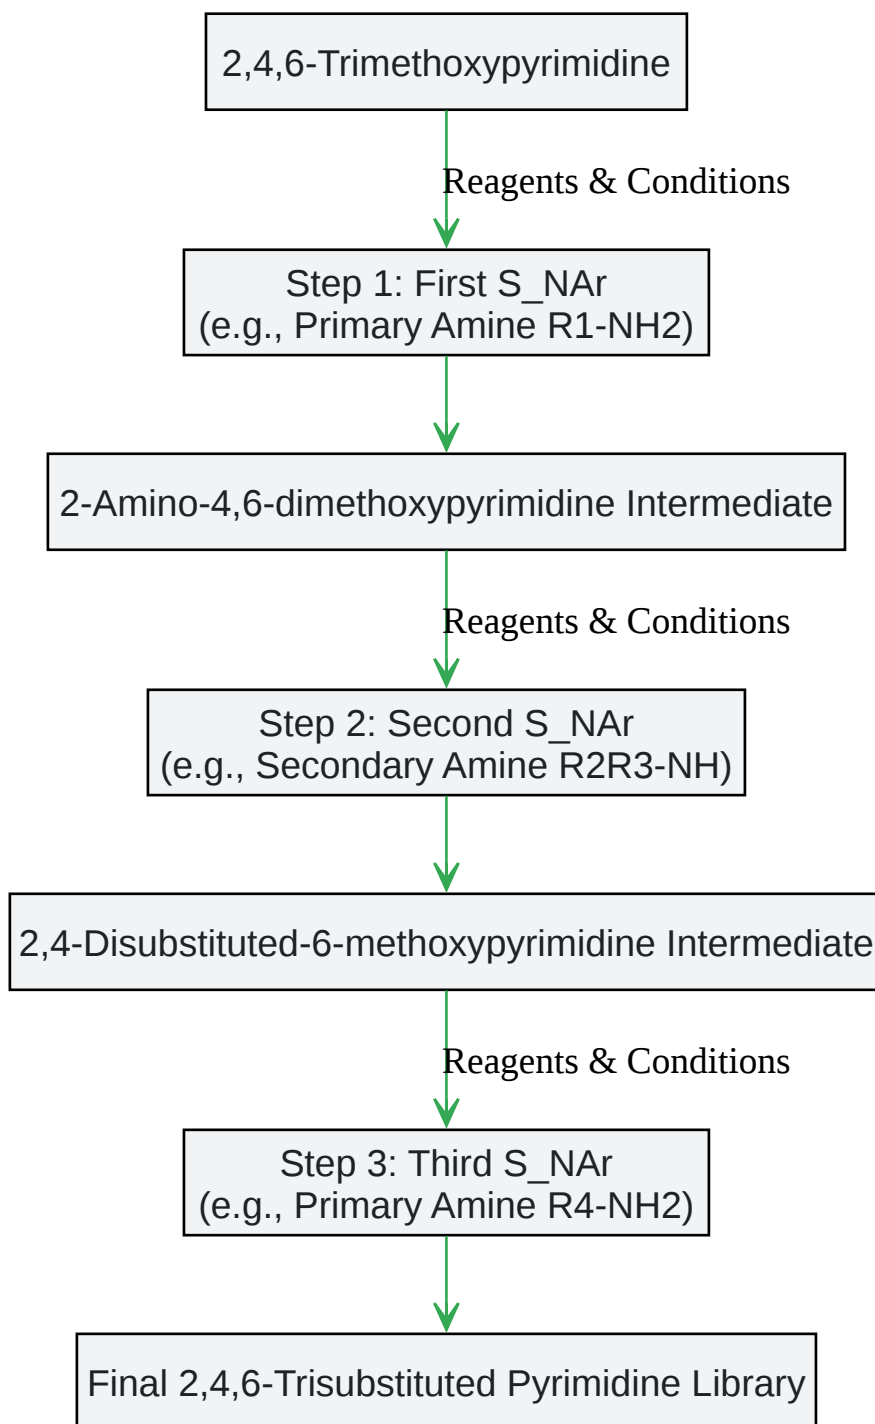 2,4,6-Trimethoxypyrimidine
Reagents & Conditions
Step 1: First S_NAr
(e.g., Primary Amine R1-NH2)
2-Amino-4,6-dimethoxypyrimidine Intermediate
Reagents & Conditions
Step 2: Second S_NAr
(e.g., Secondary Amine R2R3-NH)
2,4-Disubstituted-6-methoxypyrimidine Intermediate
Reagents & Conditions
Step 3: Third S_NAr
(e.g., Primary Amine R4-NH2)
Final 2,4,6-Trisubstituted Pyrimidine Library